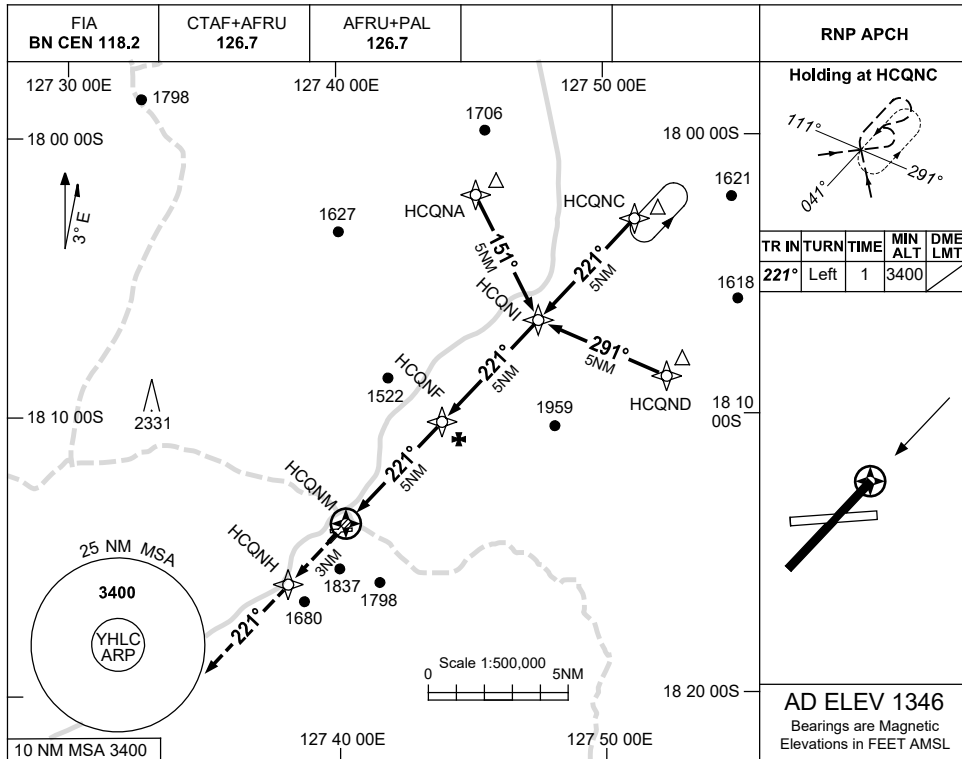 FIA
BN CEN 118.2
CTAF+AFRU
126.7
AFRU+PAL
126.7
RNP APCH
127 30 00E
127 40 00E
127 50 00E
1798
1706
18 00 00S
18 00 00S
3° E
HCQNA
HCQNC
1621
1627
151°
5NM
221°
5NM
HCQNI
1618
291°
5NM
221°
5NM
HCQND
HCQNF
1522
1959
18 10 00S
18 10
00S
2331
221°
5NM
HCQNM
3NM
HCQNH
1837
1798
1680
221°
25 NM MSA
3400
YHLC
ARP
10 NM MSA 3400
Scale 1:500,000
0
5NM
18 20 00S
127 40 00E
127 50 00E
Holding at HCQNC
111°
291°
041°
TR IN
TURN
TIME
MIN
ALT
DME
LMT
221°
Left
1
3400
AD ELEV 1346
Bearings are Magnetic
Elevations in FEET AMSL